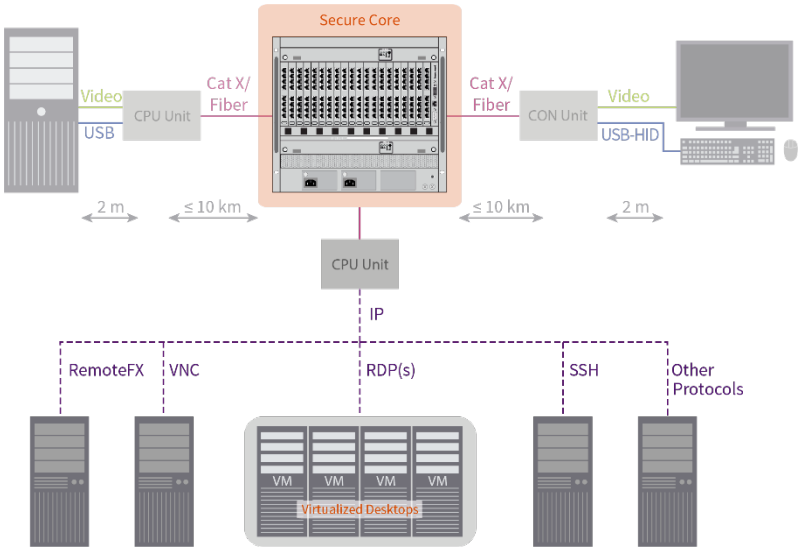 Secure Core
Cat X/
Fiber
Cat X/
Fiber
Video
CPU Unit
USB
CON Unit
Video
USB-HID
2 m
≤ 10 km
≤ 10 km
2 m
CPU Unit
IP
RemoteFX
VNC
RDP(s)
SSH
Other
Protocols
VM
VM
VM
VM
Virtualized Desktops